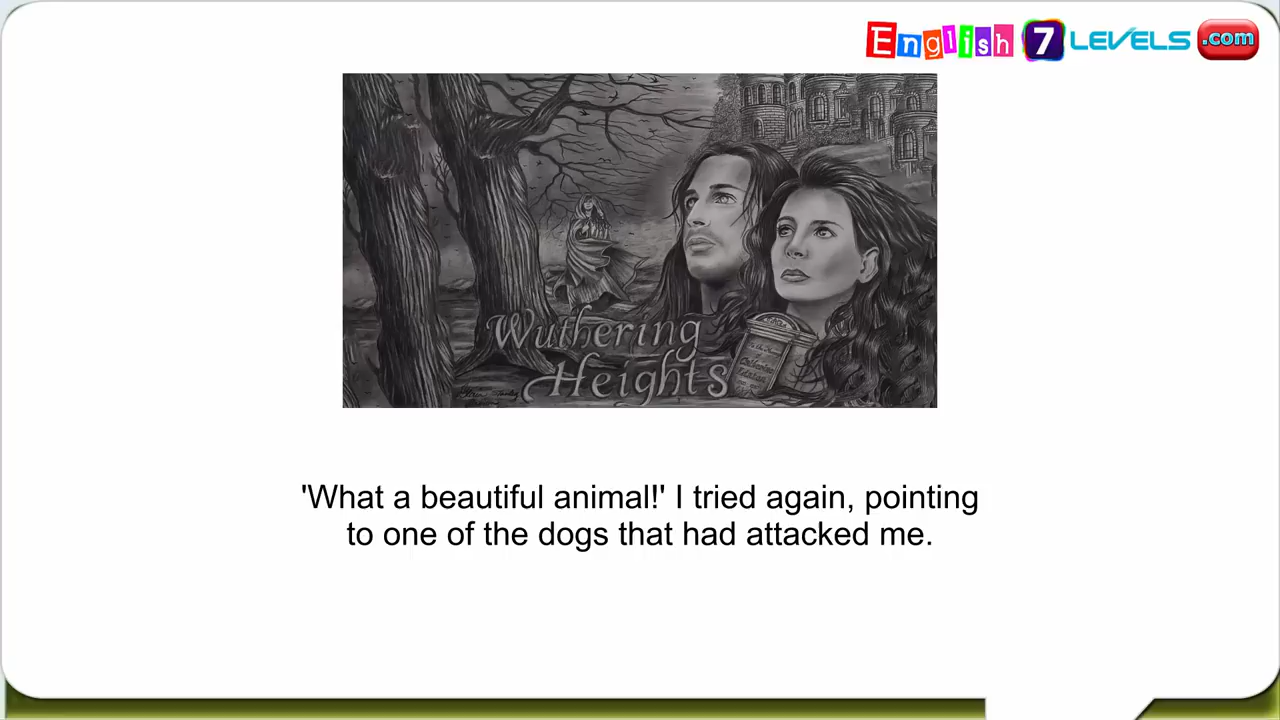 English 7 LEVELS .com
Wuthering
Heights
'What a beautiful animal!' I tried again, pointing
to one of the dogs that had attacked me.